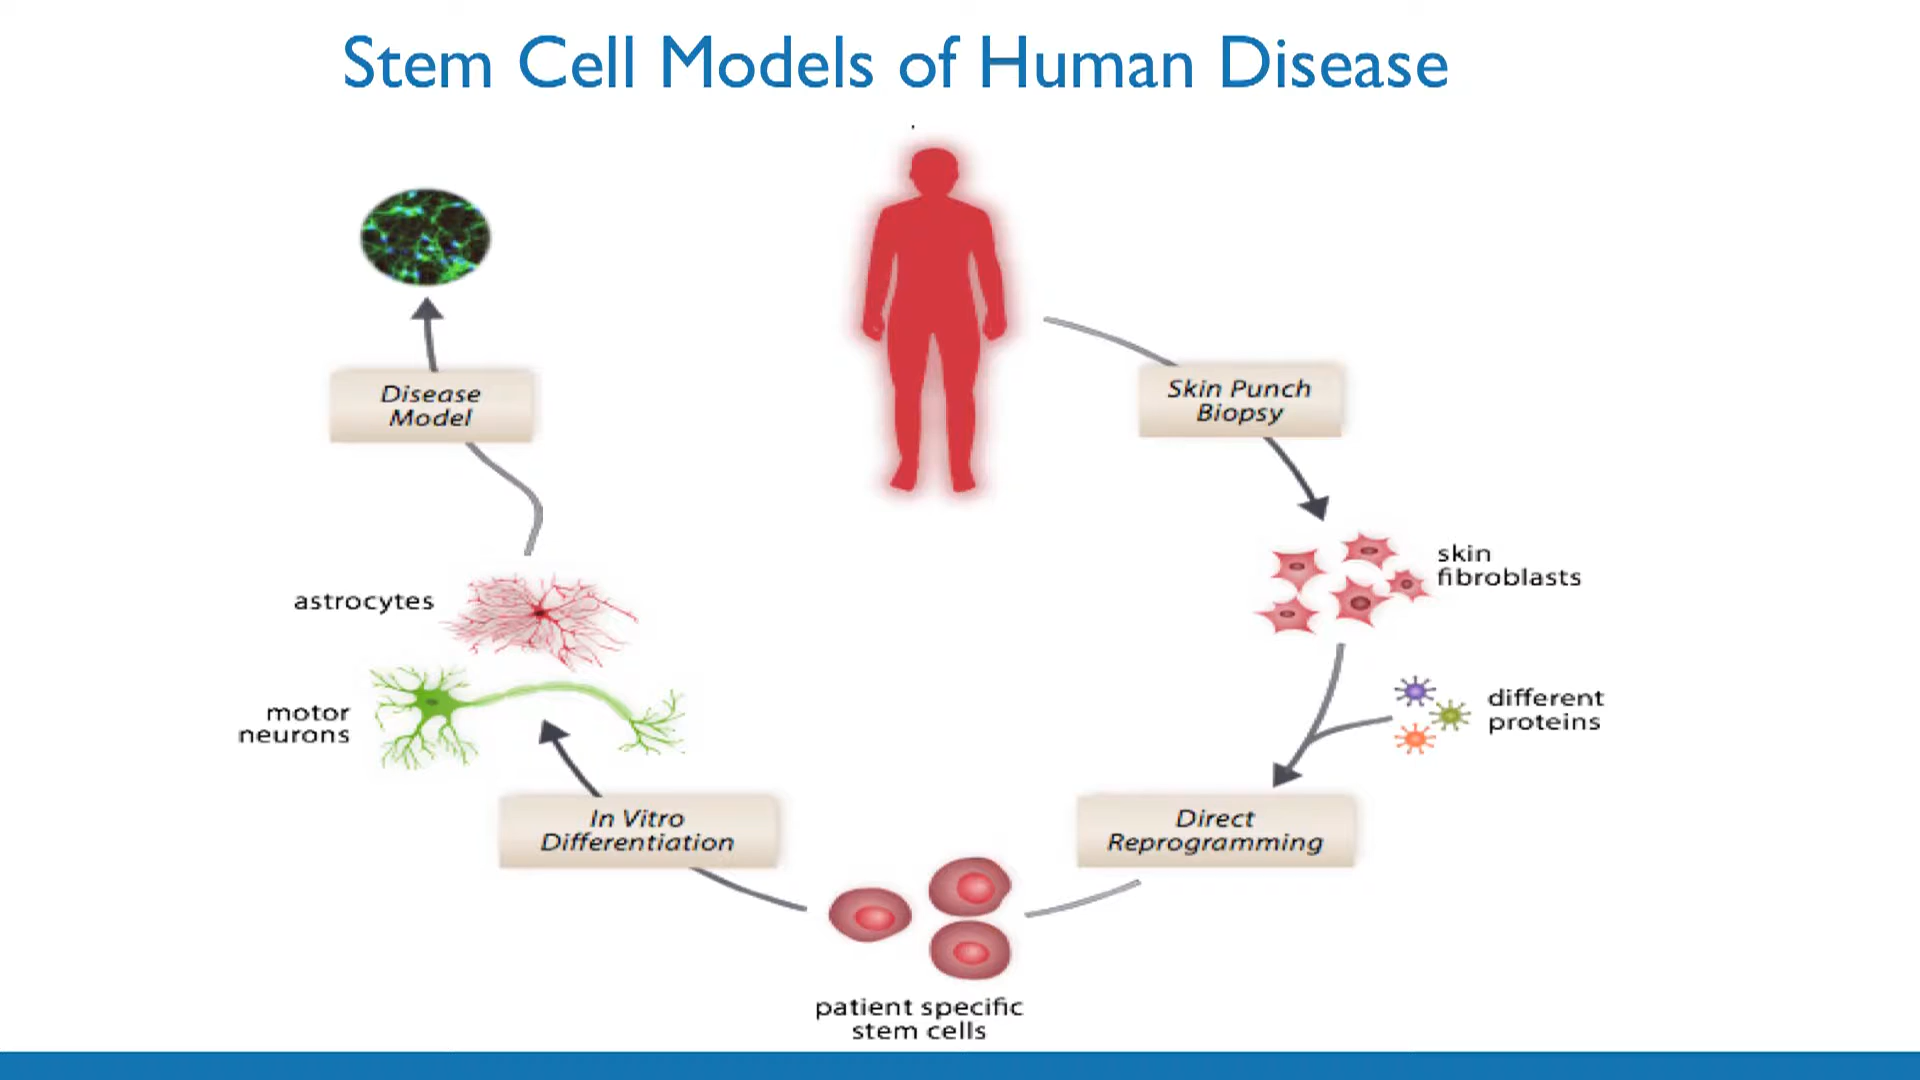 Stem Cell Models of Human Disease
Skin Punch
Biopsy
skin
fibroblasts
different
proteins
Direct
Reprogramming
patient specific
stem cells
In Vitro
Differentiation
motor
neurons
astrocytes
Disease
Model